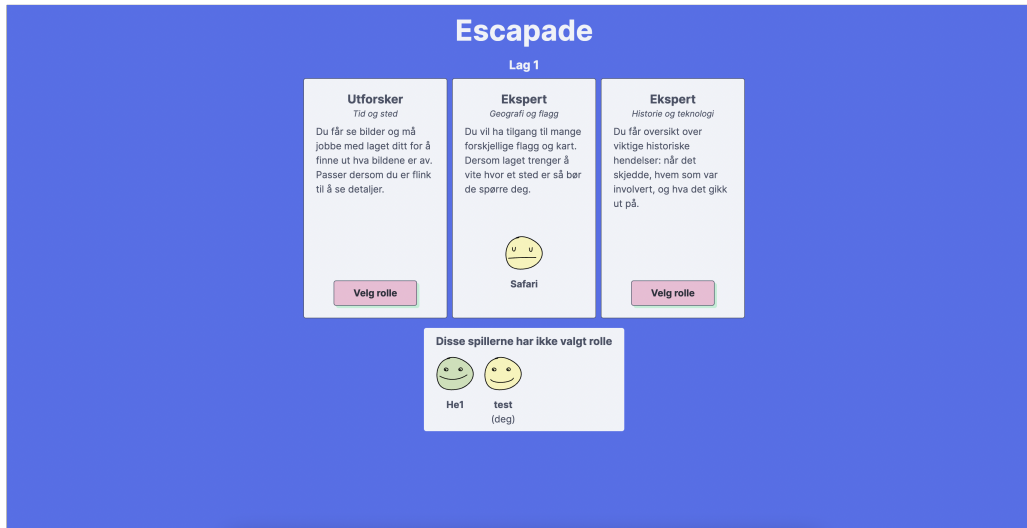 Escapade
Lag 1
Utforsker
Tid og sted
Du får se bilder og må
jobbe med laget ditt for å
finne ut hva bildene er av.
Passer dersom du er flink
til å se detaljer.
Velg rolle
Ekspert
Geografi og flagg
Du vil ha tilgang til mange
forskjellige flagg og kart.
Dersom laget trenger å
vite hvor et sted er så bør
de spørre deg.
Safari
Ekspert
Historie og teknologi
Du får oversikt over
viktige historiske
hendelser: når det
skjedde, hvem som var
involvert, og hva det gikk
ut på.
Velg rolle
Disse spillerne har ikke valgt rolle
He1
test
(deg)